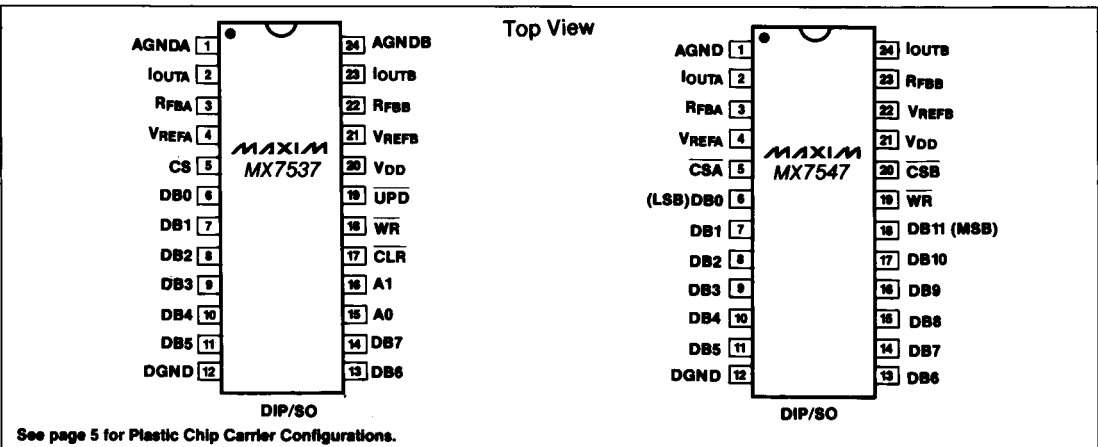 Top View
AGNDA 1
IOUTA 2
RFBA 3
VREFA 4
CS 5
DB0 6
DB1 7
DB2 8
DB3 9
DB4 10
DB5 11
DGND 12
MAXIM
MX7537
24 AGNDB
23 IOUTB
22 RFBB
21 VREFB
20 VDD
19 UPD
18 WR
17 CLR
16 A1
15 A0
14 DB7
13 DB6
DIP/SO
AGND 1
IOUTA 2
RFBA 3
VREFA 4
CSA 5
(LSB)DB0 6
DB1 7
DB2 8
DB3 9
DB4 10
DB5 11
DGND 12
MAXIM
MX7547
24 IOUTB
23 RFBB
22 VREFB
21 VDD
20 CSB
19 WR
18 DB11 (MSB)
17 DB10
16 DB9
15 DB8
14 DB7
13 DB6
DIP/SO
See page 5 for Plastic Chip Carrier Configurations.